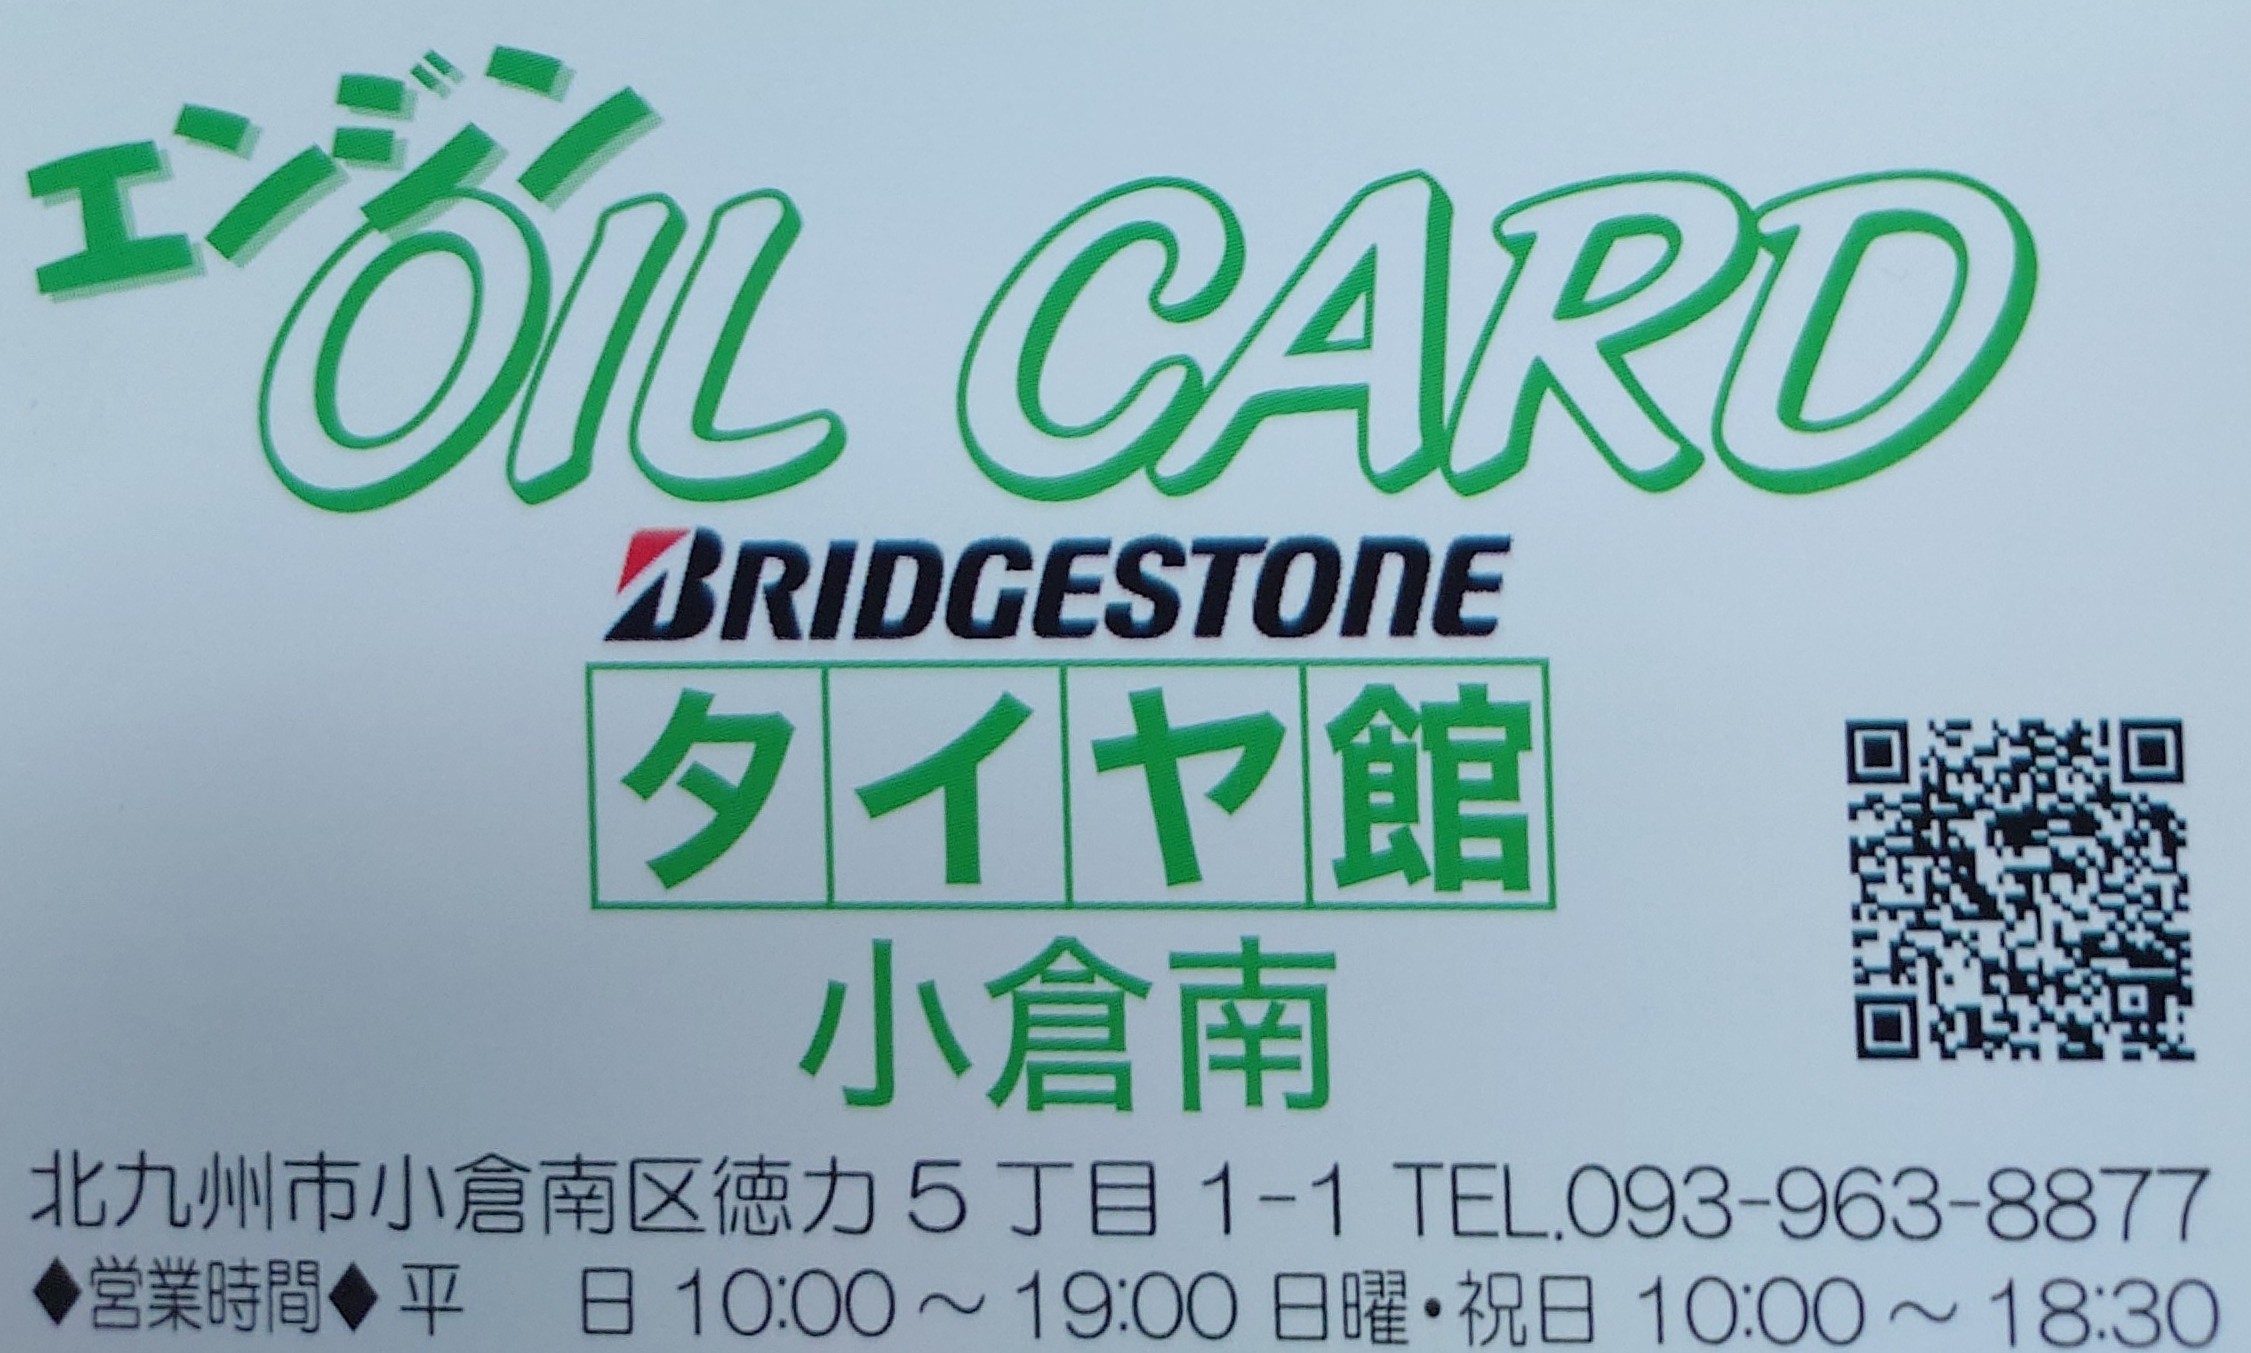 エンジン
OIL CARD
BRIDGESTONE
タイヤ館
小倉南
北九州市小倉南区徳力5丁目1-1 TEL.093-963-8877
◆営業時間◆ 平　日 10:00～19:00 日曜・祝日 10:00～18:30